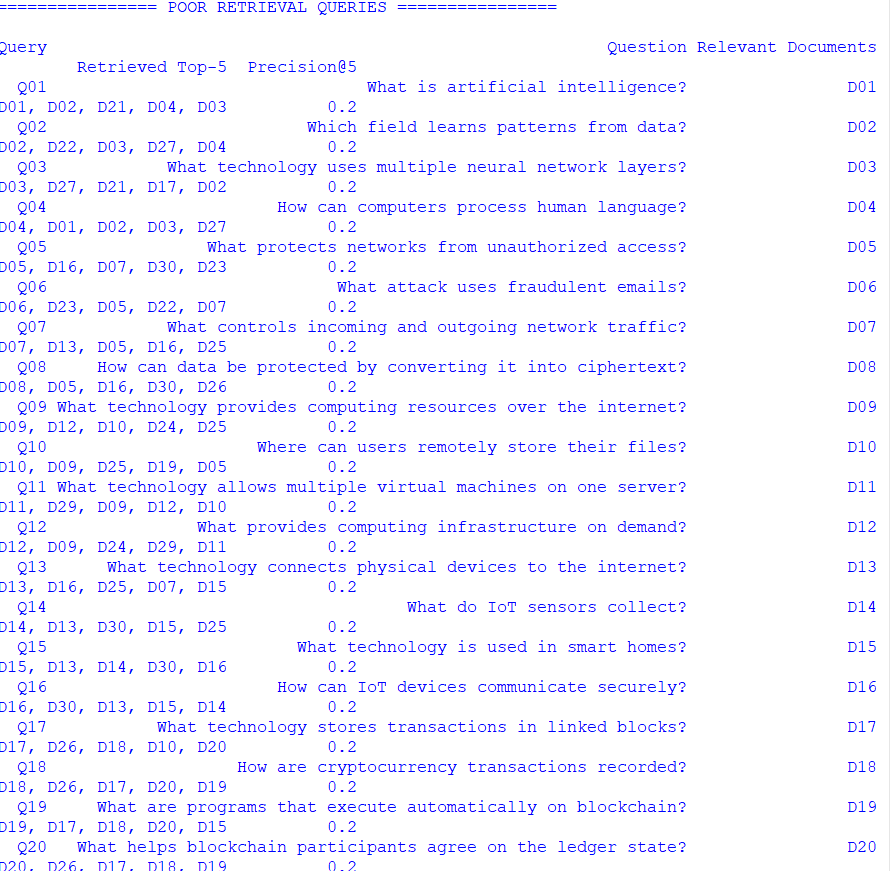 ================ POOR RETRIEVAL QUERIES ================
Query Question Relevant Documents
Retrieved Top-5 Precision@5
Q01 What is artificial intelligence? D01
D01, D02, D21, D04, D03 0.2
Q02 Which field learns patterns from data? D02
D02, D22, D03, D27, D04 0.2
Q03 What technology uses multiple neural network layers? D03
D03, D27, D21, D17, D02 0.2
Q04 How can computers process human language? D04
D04, D01, D02, D03, D27 0.2
Q05 What protects networks from unauthorized access? D05
D05, D16, D07, D30, D23 0.2
Q06 What attack uses fraudulent emails? D06
D06, D23, D05, D22, D07 0.2
Q07 What controls incoming and outgoing network traffic? D07
D07, D13, D05, D16, D25 0.2
Q08 How can data be protected by converting it into ciphertext? D08
D08, D05, D16, D30, D26 0.2
Q09 What technology provides computing resources over the internet? D09
D09, D12, D10, D24, D25 0.2
Q10 Where can users remotely store their files? D10
D10, D09, D25, D19, D05 0.2
Q11 What technology allows multiple virtual machines on one server? D11
D11, D29, D09, D12, D10 0.2
Q12 What provides computing infrastructure on demand? D12
D12, D09, D24, D29, D11 0.2
Q13 What technology connects physical devices to the internet? D13
D13, D16, D25, D07, D15 0.2
Q14 What do IoT sensors collect? D14
D14, D13, D30, D15, D25 0.2
Q15 What technology is used in smart homes? D15
D15, D13, D14, D30, D16 0.2
Q16 How can IoT devices communicate securely? D16
D16, D30, D13, D15, D14 0.2
Q17 What technology stores transactions in linked blocks? D17
D17, D26, D18, D10, D20 0.2
Q18 How are cryptocurrency transactions recorded? D18
D18, D26, D17, D20, D19 0.2
Q19 What are programs that execute automatically on blockchain? D19
D19, D17, D18, D20, D15 0.2
Q20 What helps blockchain participants agree on the ledger state? D20
D20, D26, D17, D18, D19 0.2